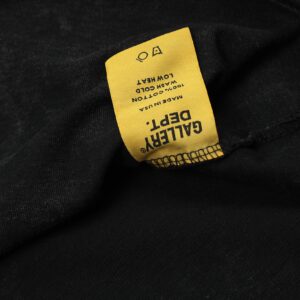 GALLERY
DEPT.®
MADE IN USA
100% COTTON
WASH COLD
LOW HEAT